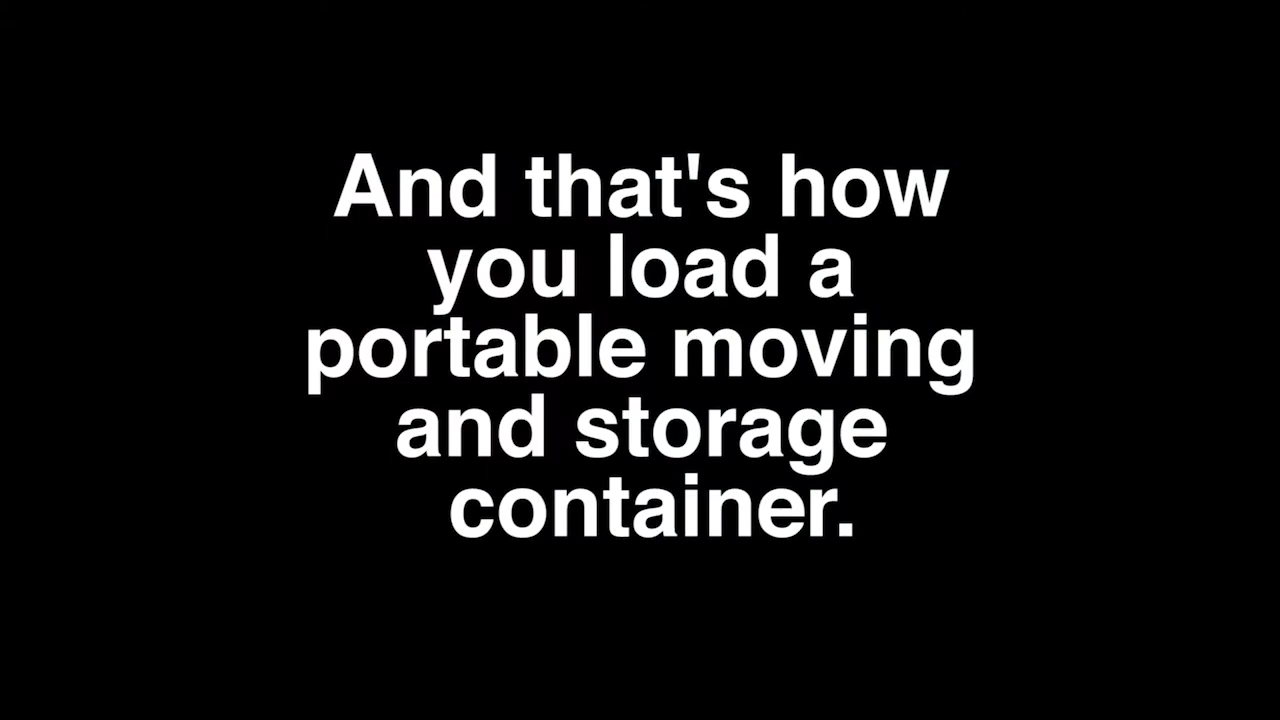 And that's how
you load a
portable moving
and storage
container.